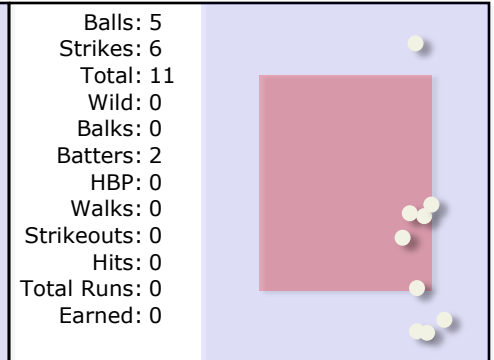 Balls: 5
Strikes: 6
Total: 11
Wild: 0
Balks: 0
Batters: 2
HBP: 0
Walks: 0
Strikeouts: 0
Hits: 0
Total Runs: 0
Earned: 0